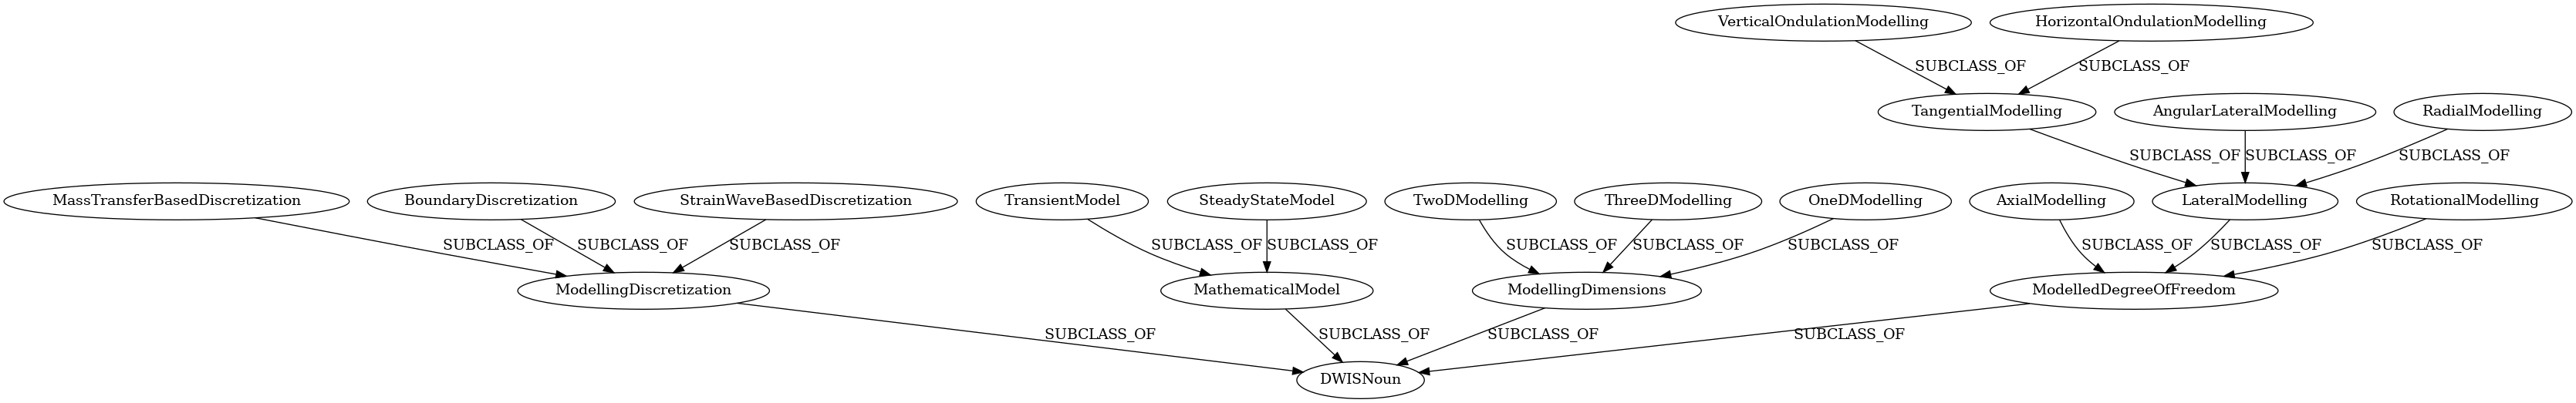 VerticalOndulationModelling
HorizontalOndulationModelling
SUBCLASS_OF
SUBCLASS_OF
TangentialModelling
AngularLateralModelling
RadialModelling
SUBCLASS_OF
SUBCLASS_OF
SUBCLASS_OF
MassTransferBasedDiscretization
BoundaryDiscretization
StrainWaveBasedDiscretization
TransientModel
SteadyStateModel
TwoDModelling
ThreeDModelling
OneDModelling
AxialModelling
LateralModelling
RotationalModelling
SUBCLASS_OF
SUBCLASS_OF
SUBCLASS_OF
SUBCLASS_OF
SUBCLASS_OF
SUBCLASS_OF
SUBCLASS_OF
SUBCLASS_OF
SUBCLASS_OF
SUBCLASS_OF
SUBCLASS_OF
ModellingDiscretization
MathematicalModel
ModellingDimensions
ModelledDegreeOfFreedom
SUBCLASS_OF
SUBCLASS_OF
SUBCLASS_OF
SUBCLASS_OF
DWISNoun